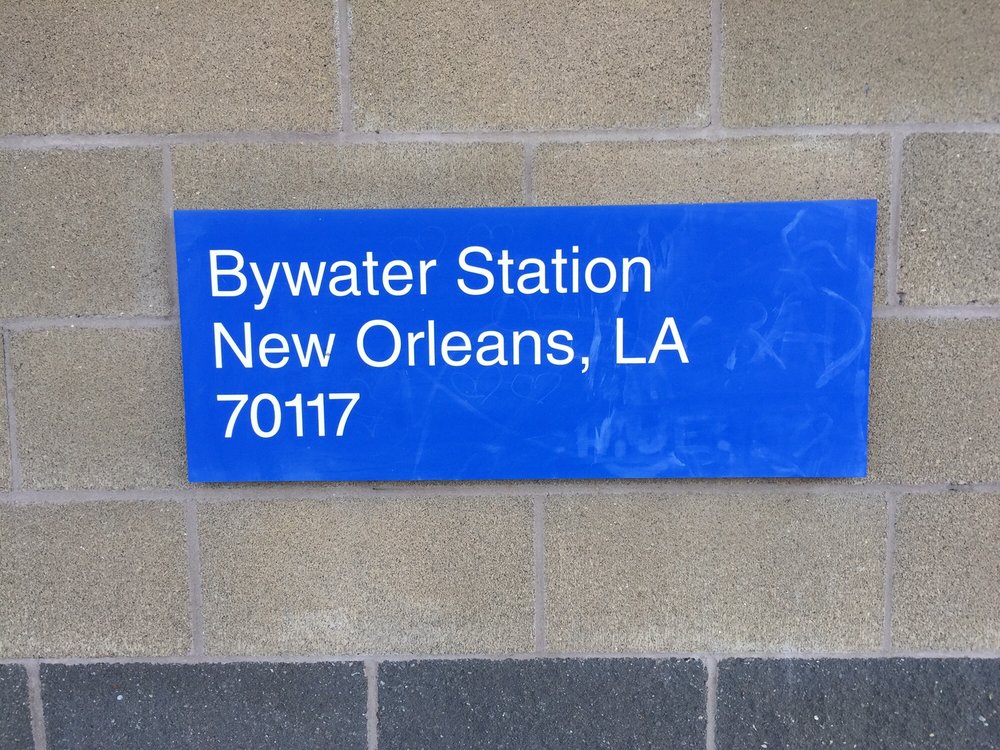 Bywater Station
New Orleans, LA
70117